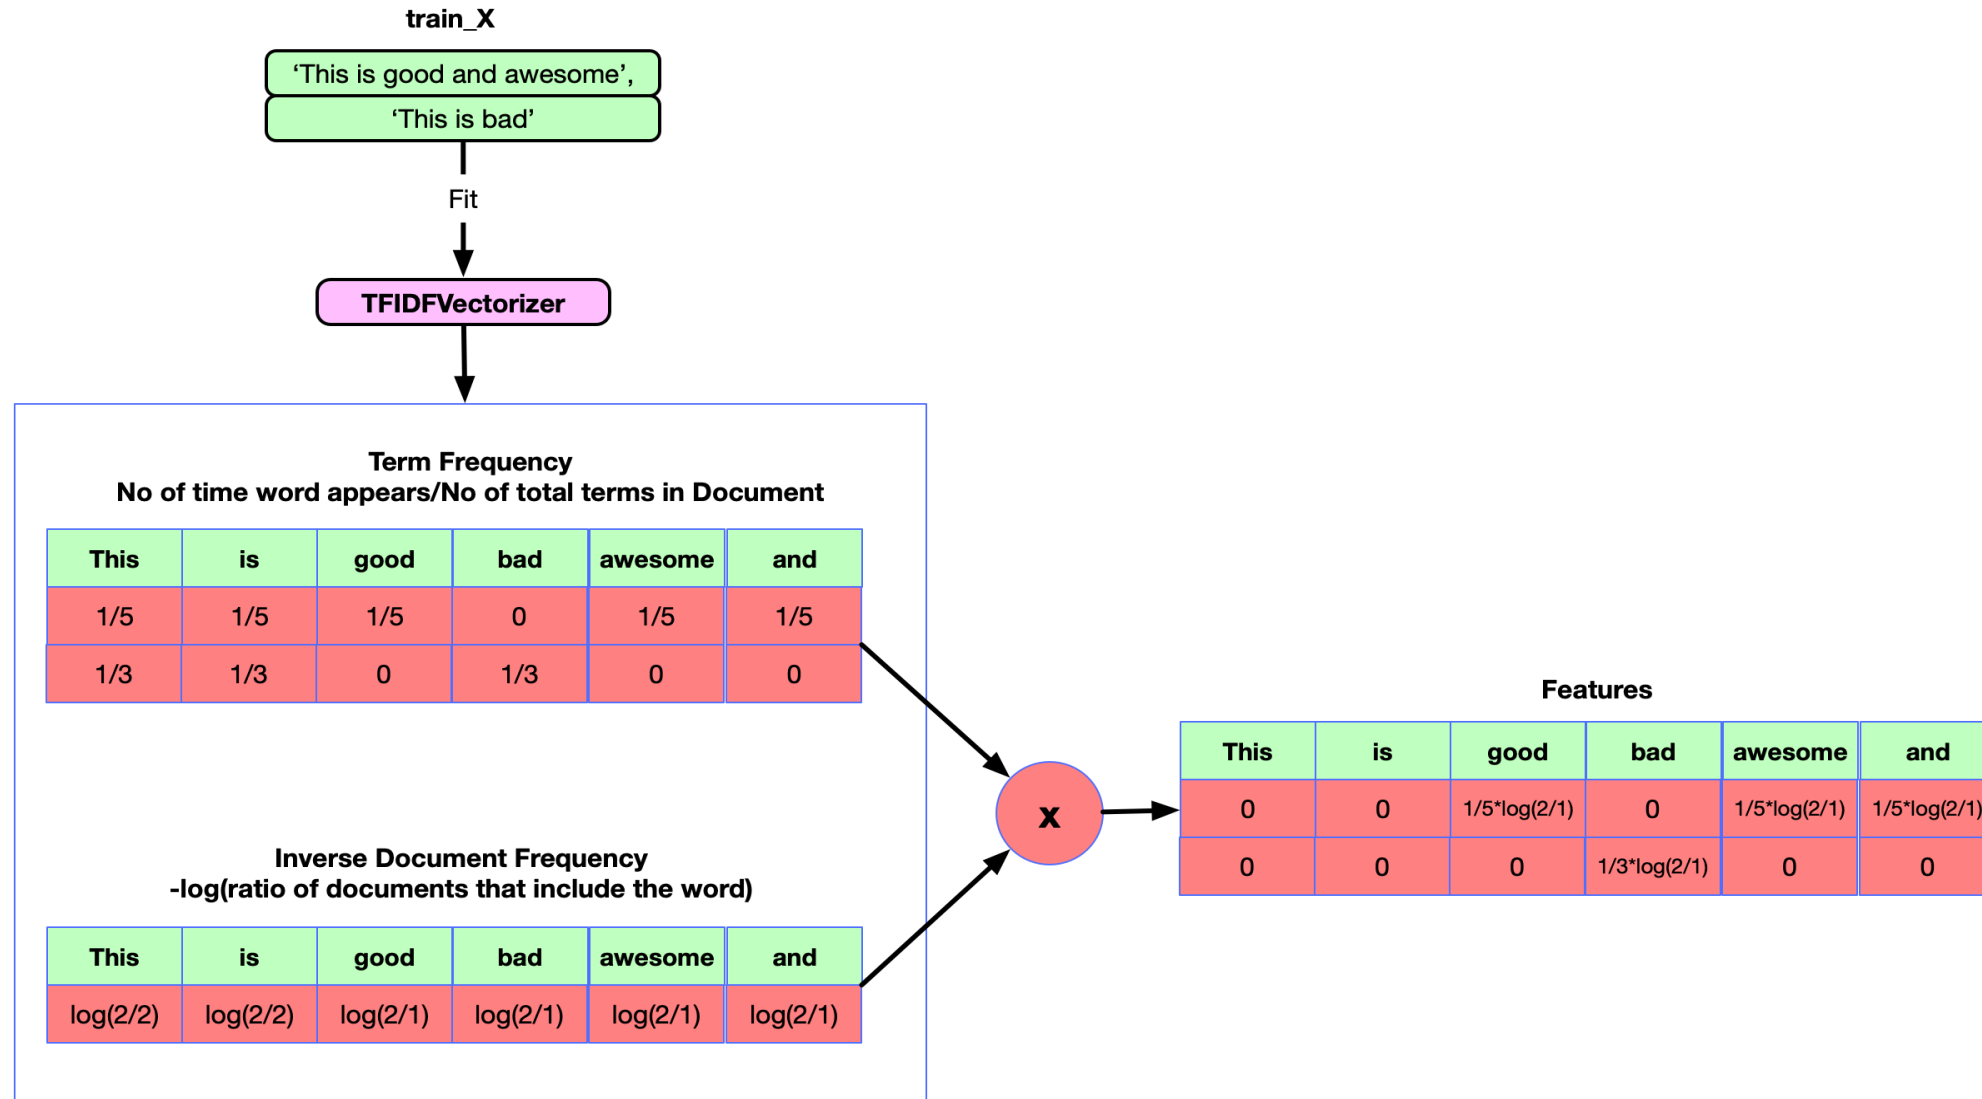 train_X
‘This is good and awesome’,
‘This is bad’
Fit
TFIDFVectorizer
Term Frequency
No of time word appears/No of total terms in Document
This is good bad awesome and
1/5 1/5 1/5 0 1/5 1/5
1/3 1/3 0 1/3 0 0
Inverse Document Frequency
-log(ratio of documents that include the word)
This is good bad awesome and
log(2/2) log(2/2) log(2/1) log(2/1) log(2/1) log(2/1)
x
Features
This is good bad awesome and
0 0 1/5*log(2/1) 0 1/5*log(2/1) 1/5*log(2/1)
0 0 0 1/3*log(2/1) 0 0